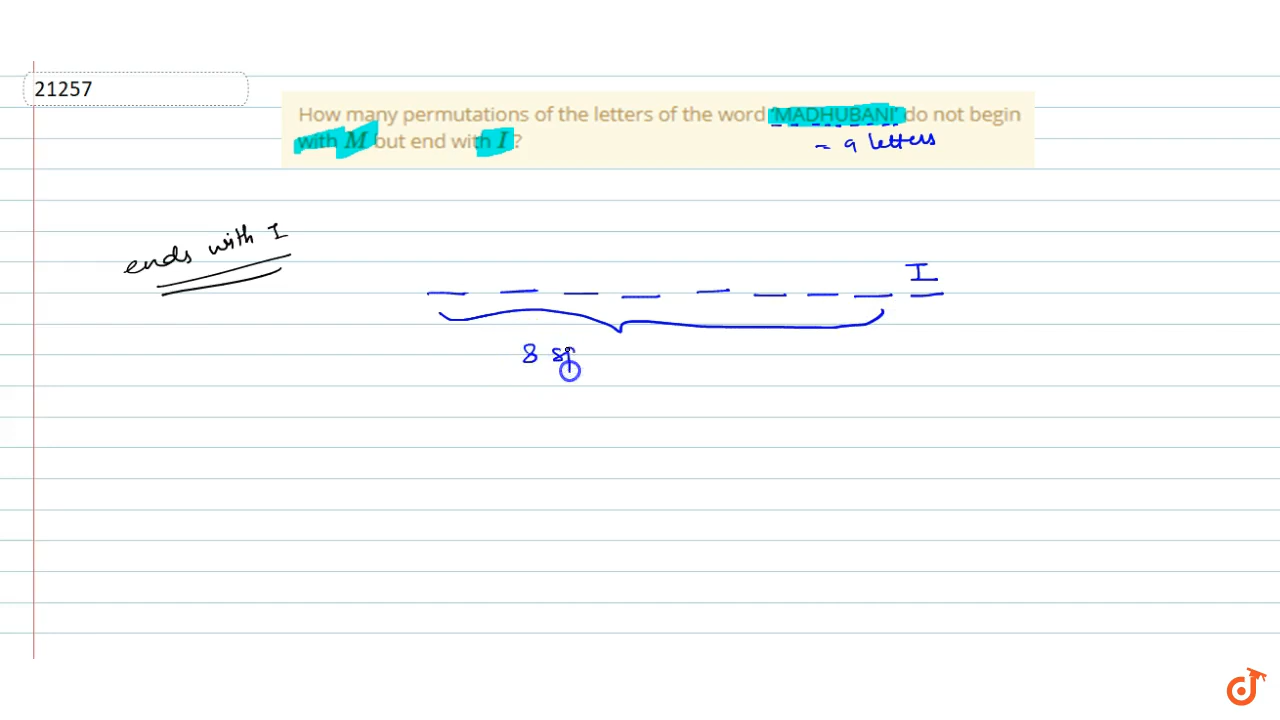 21257
How many permutations of the letters of the word 'MADHUBANI' do not begin
with M but end with I ?
= 9 letters
ends with I
I
8